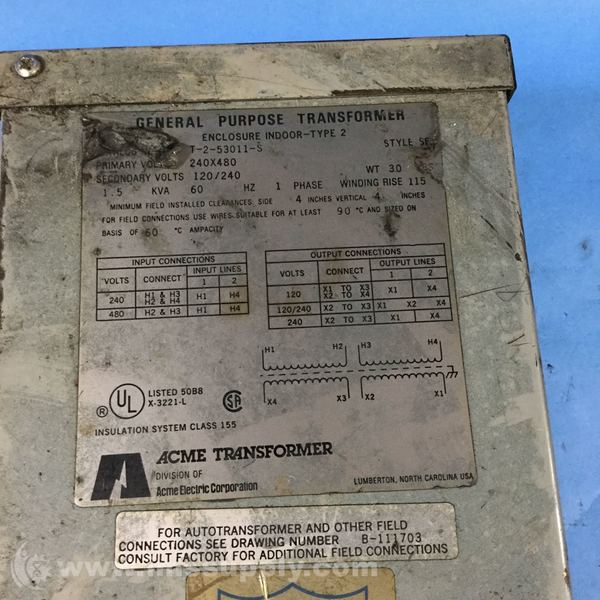 GENERAL PURPOSE TRANSFORMER
ENCLOSURE INDOOR-TYPE 2
T-2-53011-S STYLE
PRIMARY 240X480
SECONDARY VOLTS 120/240 WT 30
1.5 KVA 60 HZ 1 PHASE WINDING RISE 115
MINIMUM FIELD INSTALLED CLEARANCES, SIDE 4 INCHES VERTICAL 4 INCHES
FOR FIELD CONNECTIONS USE WIRES SUITABLE FOR AT LEAST 90 °C AND SIZED ON
BASIS OF 60 °C AMPACITY
INPUT CONNECTIONS
VOLTS CONNECT INPUT LINES
1 2
240 H1 & H3 H1 H4
H2 & H4
480 H2 & H3 H1 H4
OUTPUT CONNECTIONS
VOLTS CONNECT OUTPUT LINES
1 2
120 X1 TO X3 X1 X4
X2 TO X4
120/240 X2 TO X3 X1 X2 X4
240 X2 TO X3 X1 X4
H1 H2 H3 H4
X4 X3 X2 X1
® UL LISTED 50B8
X-3221-L
SA
INSULATION SYSTEM CLASS 155
ACME TRANSFORMER
DIVISION OF
Acme Electric Corporation
LUMBERTON, NORTH CAROLINA USA
FOR AUTOTRANSFORMER AND OTHER FIELD
CONNECTIONS SEE DRAWING NUMBER B-111703
CONSULT FACTORY FOR ADDITIONAL FIELD CONNECTIONS